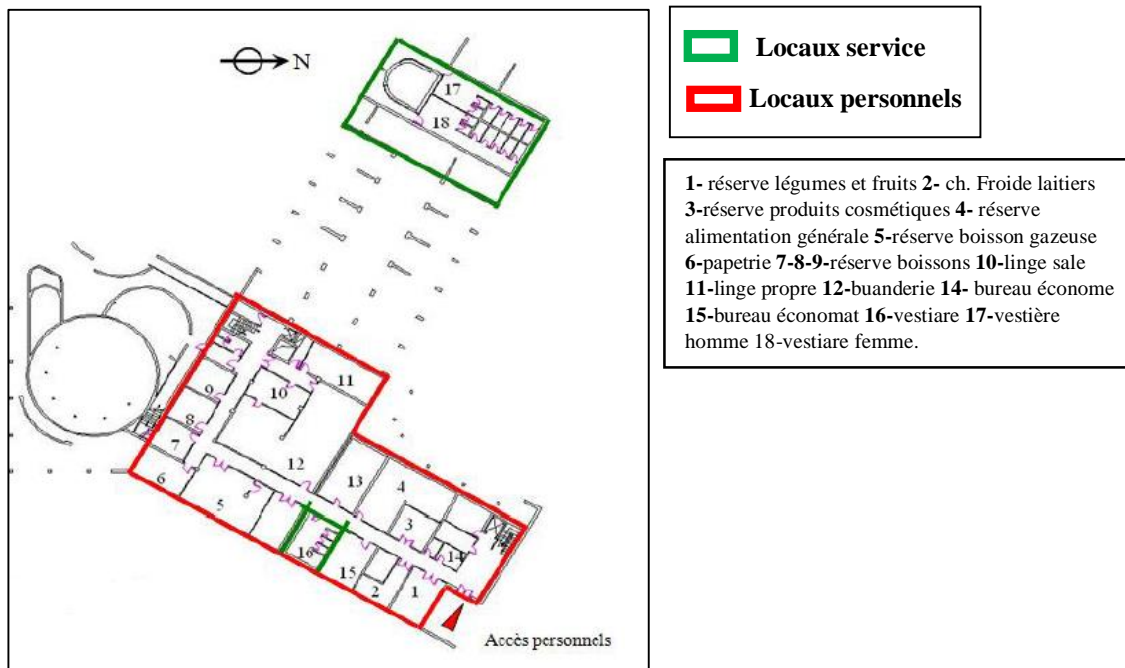 N
17
18
11
10
9
8
7
12
6
5
13
4
3
14
16
15
2
1
Accès personnels
Locaux service
Locaux personnels
1- réserve légumes et fruits 2- ch. Froide laitiers
3-réserve produits cosmétiques 4- réserve
alimentation générale 5-réserve boisson gazeuse
6-papetrie 7-8-9-réserve boissons 10-linge sale
11-linge propre 12-buanderie 14- bureau économe
15-bureau économat 16-vestiare 17-vestière
homme 18-vestiare femme.